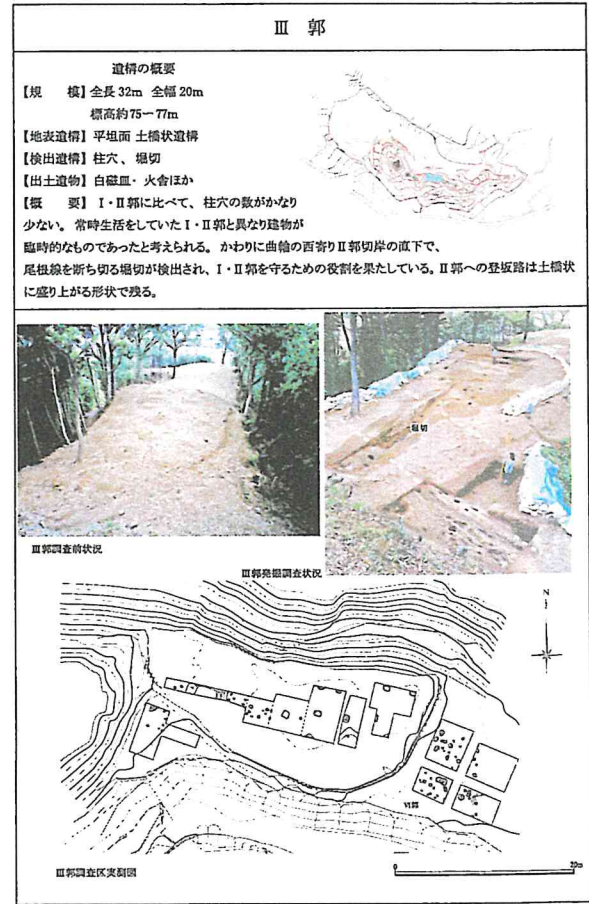 Ⅲ 郭
遺構の概要
【規　模】全長 32m 全幅 20m
標高約75ー77m
【地表遺構】平坦面 土橋状遺構
【検出遺構】柱穴、堀切
【出土遺物】白磁皿・火舎ほか
【概　要】Ⅰ・Ⅱ郭に比べて、柱穴の数がかなり
少ない。常時生活をしていたⅠ・Ⅱ郭と異なり建物が
臨時的なものであったと考えられる。かわりに曲輪の西寄りⅡ郭切岸の直下で、
尾根線を断ち切る堀切が検出され、Ⅰ・Ⅱ郭を守るための役割を果たしている。Ⅱ郭への登坂路は土橋状
に盛り上がる形状で残る。
堀切
Ⅲ郭調査前状況
Ⅲ郭発掘調査状況
N
Ⅵ郭
Ⅲ郭調査区実測図
0
20m